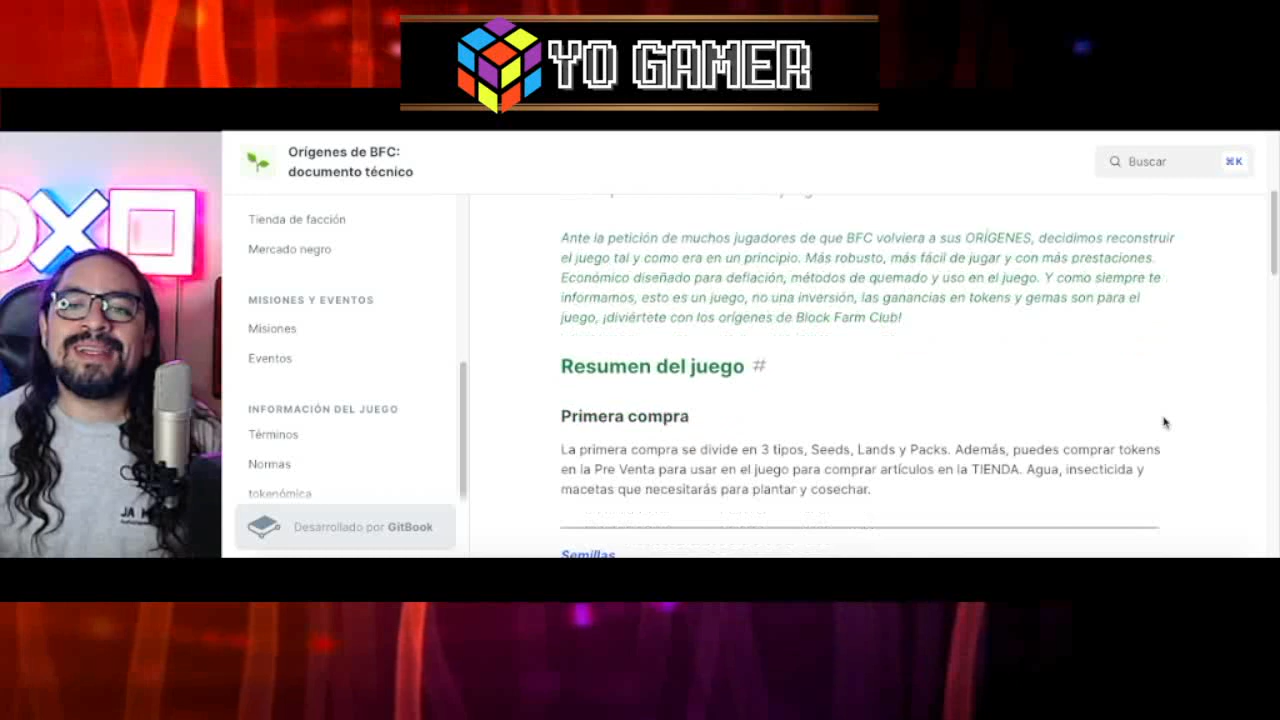 YO GAMER
Orígenes de BFC:
documento técnico
Buscar
⌘K
Tienda de facción
Mercado negro
MISIONES Y EVENTOS
Misiones
Eventos
INFORMACIÓN DEL JUEGO
Términos
Normas
tokenómica
Desarrollado por GitBook
Ante la petición de muchos jugadores de que BFC volviera a sus ORÍGENES, decidimos reconstruir
el juego tal y como era en un principio. Más robusto, más fácil de jugar y con más prestaciones.
Económico diseñado para deflación, métodos de quemado y uso en el juego. Y como siempre te
informamos, esto es un juego, no una inversión, las ganancias en tokens y gemas son para el
juego, ¡diviértete con los orígenes de Block Farm Club!
Resumen del juego #
Primera compra
La primera compra se divide en 3 tipos, Seeds, Lands y Packs. Además, puedes comprar tokens
en la Pre Venta para usar en el juego para comprar artículos en la TIENDA. Agua, insecticida y
macetas que necesitarás para plantar y cosechar.
Semillas